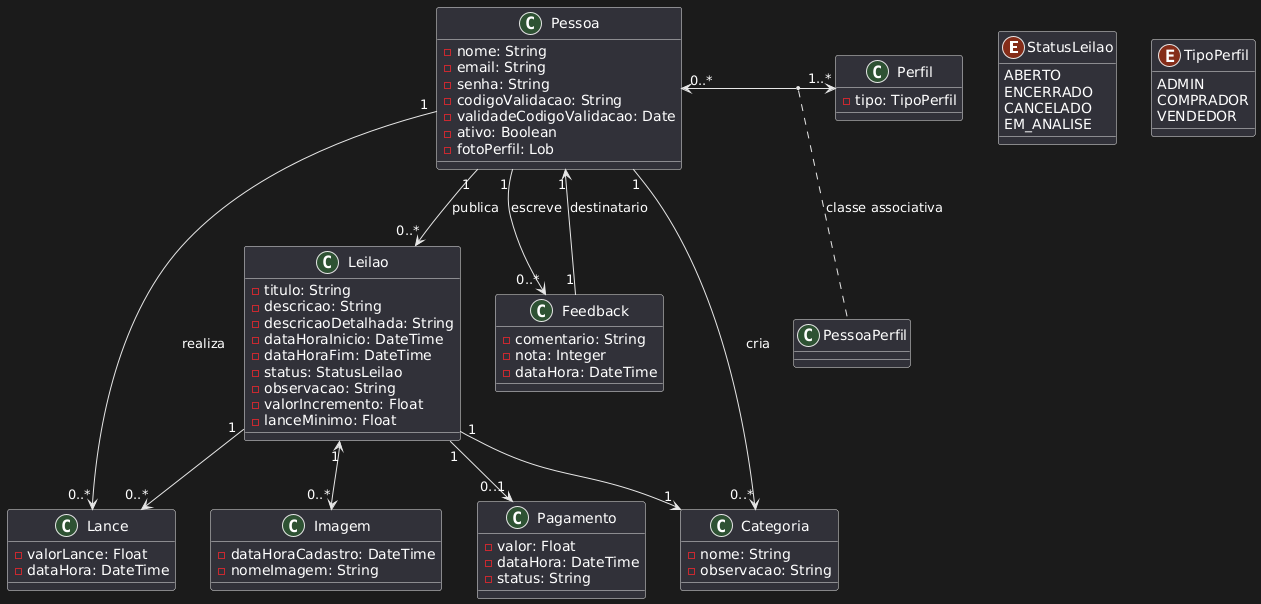 C Pessoa
nome: String
email: String
senha: String
codigoValidacao: String
validadeCodigoValidacao: Date
ativo: Boolean
fotoPerfil: Lob
0..*
1..*
C Perfil
tipo: TipoPerfil
E StatusLeilao
ABERTO
ENCERRADO
CANCELADO
EM_ANALISE
E TipoPerfil
ADMIN
COMPRADOR
VENDEDOR
1
1
1
1
1
publica
escreve
destinatario
classe associativa
0..*
0..*
1
C Leilao
titulo: String
descricao: String
descricaoDetalhada: String
dataHoraInicio: DateTime
dataHoraFim: DateTime
status: StatusLeilao
observacao: String
valorIncremento: Float
lanceMinimo: Float
C Feedback
comentario: String
nota: Integer
dataHora: DateTime
C PessoaPerfil
realiza
cria
1
1
1
1
0..*
0..*
0..*
0..1
1
0..*
C Lance
valorLance: Float
dataHora: DateTime
C Imagem
dataHoraCadastro: DateTime
nomeImagem: String
C Pagamento
valor: Float
dataHora: DateTime
status: String
C Categoria
nome: String
observacao: String